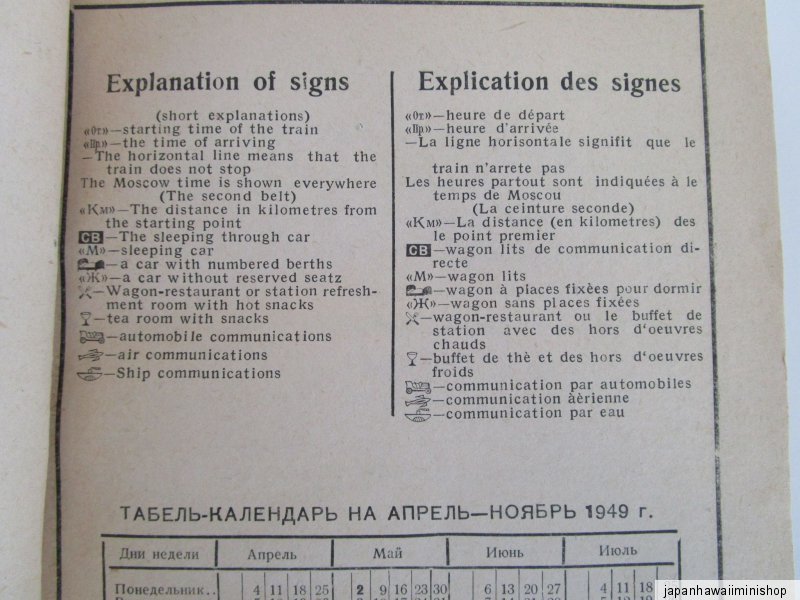 Explanation of signs
(short explanations)
«От»—starting time of the train
«Пр»—the time of arriving
—The horizontal line means that the
train does not stop
The Moscow time is shown everywhere
(The second belt)
«Км»—The distance in kilometres from
the starting point
СВ—The sleeping through car
«М»—sleeping car
—a car with numbered berths
«Ж»—a car without reserved seatz
—Wagon-restaurant or station refresh-
ment room with hot snacks
—tea room with snacks
—automobile communications
—air communications
—Ship communications
Explication des signes
«От»—heure de départ
«Пр»—heure d'arrivée
—La ligne horisontale signifit que le
train n'arrete pas
Les heures partout sont indiquées à le
temps de Moscou
(La ceinture seconde)
«Км»—La distance (en kilometres) des
le point premier
СВ—wagon lits de communication di-
recte
«М»—wagon lits
—wagon à places fixèes pour dormir
«Ж»—wagon sans places fixées
—wagon-restaurant ou le buffet de
station avec des hors d'oeuvres
chauds
—buffet de thè et des hors d'oeuvres
froids
—communication par automobiles
—communication aèrienne
—communication par eau
ТАБЕЛЬ-КАЛЕНДАРЬ НА АПРЕЛЬ—НОЯБРЬ 1949 г.
Дни недели Апрель Май Июнь Июль
Понедельник.. 4 11 18 25 2 9 16 23 30 6 13 20 27 4 11 18
japanhawaiiminishop